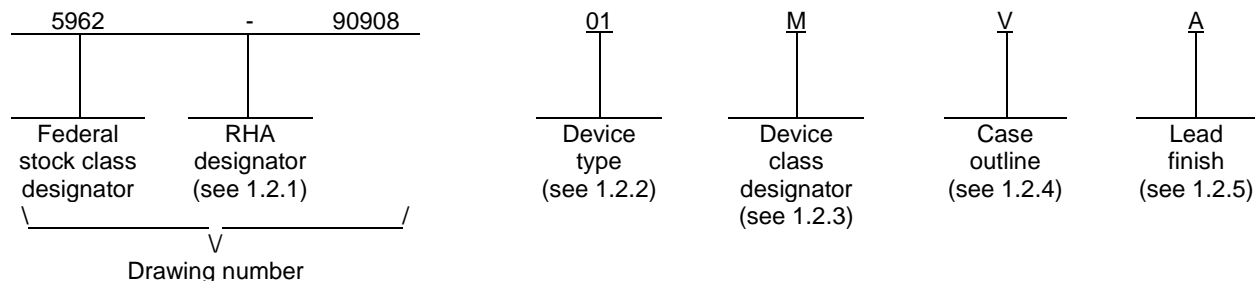 5962 - 90908 01 M V A
Federal stock class designator
RHA designator (see 1.2.1)
Device type (see 1.2.2)
Device class designator (see 1.2.3)
Case outline (see 1.2.4)
Lead finish (see 1.2.5)
Drawing number